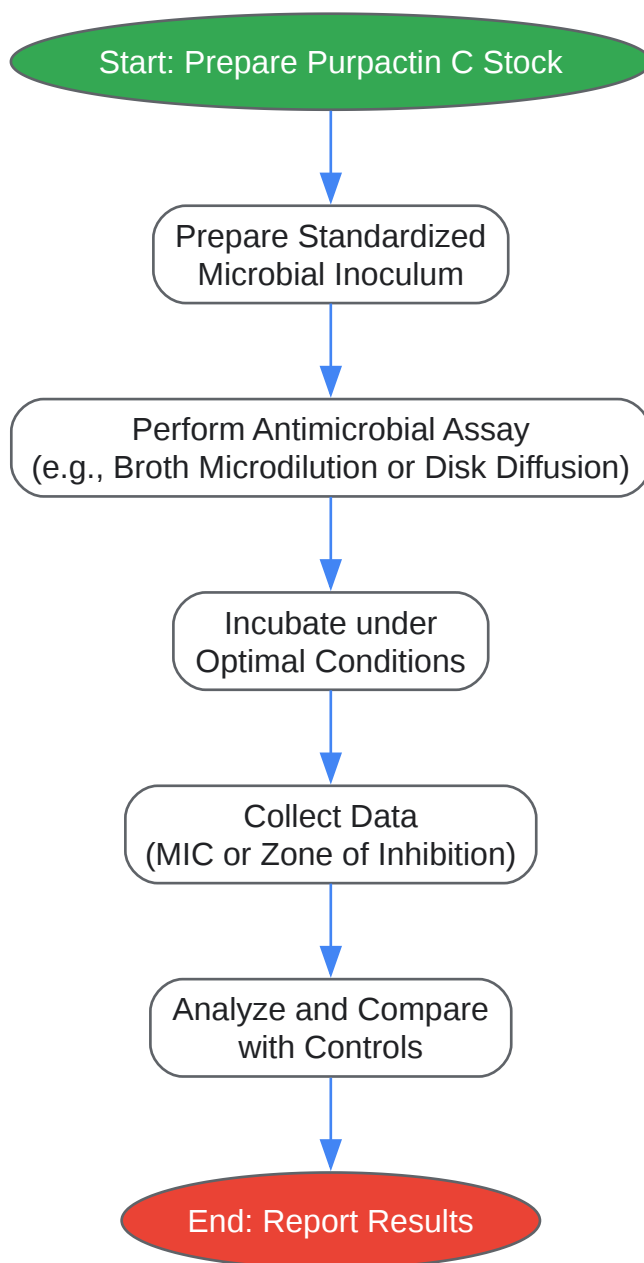 Start: Prepare Purpactin C Stock
Prepare Standardized
Microbial Inoculum
Perform Antimicrobial Assay
(e.g., Broth Microdilution or Disk Diffusion)
Incubate under
Optimal Conditions
Collect Data
(MIC or Zone of Inhibition)
Analyze and Compare
with Controls
End: Report Results